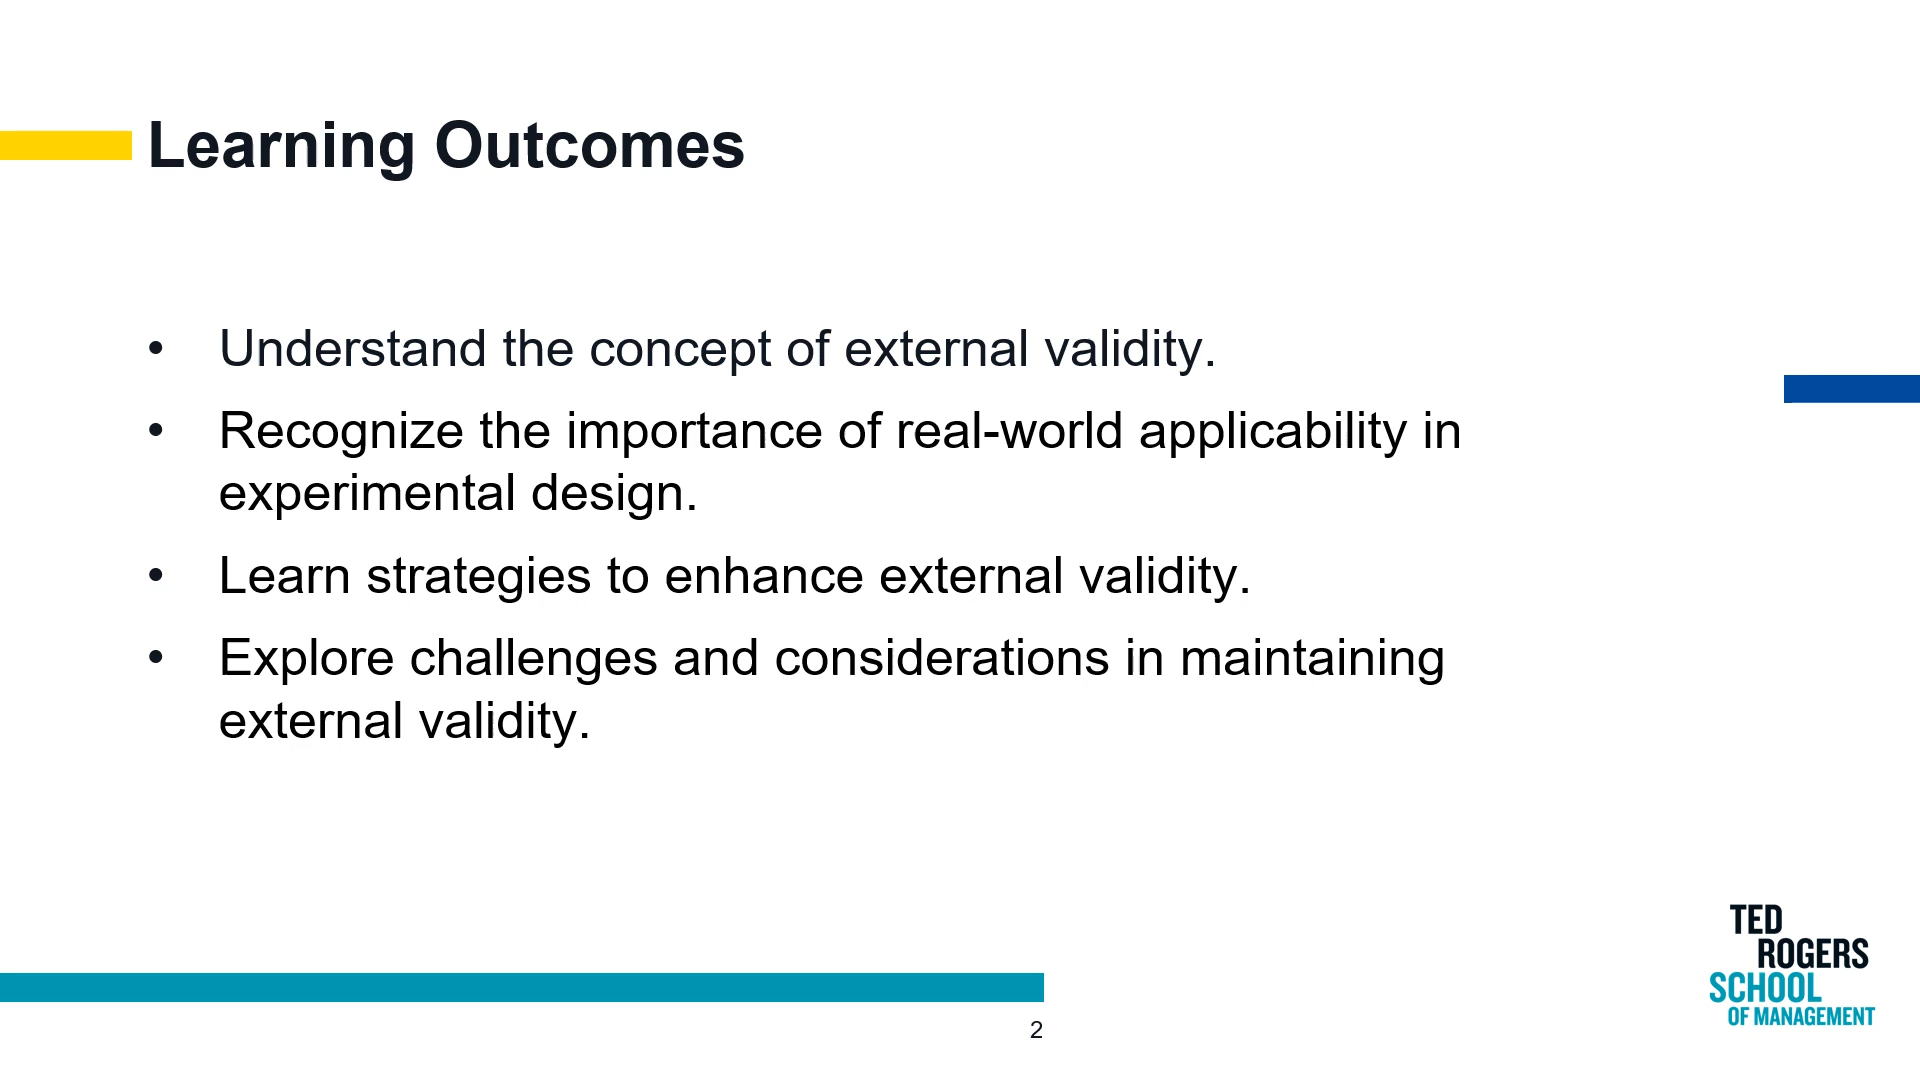 Learning Outcomes
• Understand the concept of external validity.
• Recognize the importance of real-world applicability in
experimental design.
• Learn strategies to enhance external validity.
• Explore challenges and considerations in maintaining
external validity.
TED
ROGERS
SCHOOL
OF MANAGEMENT
2